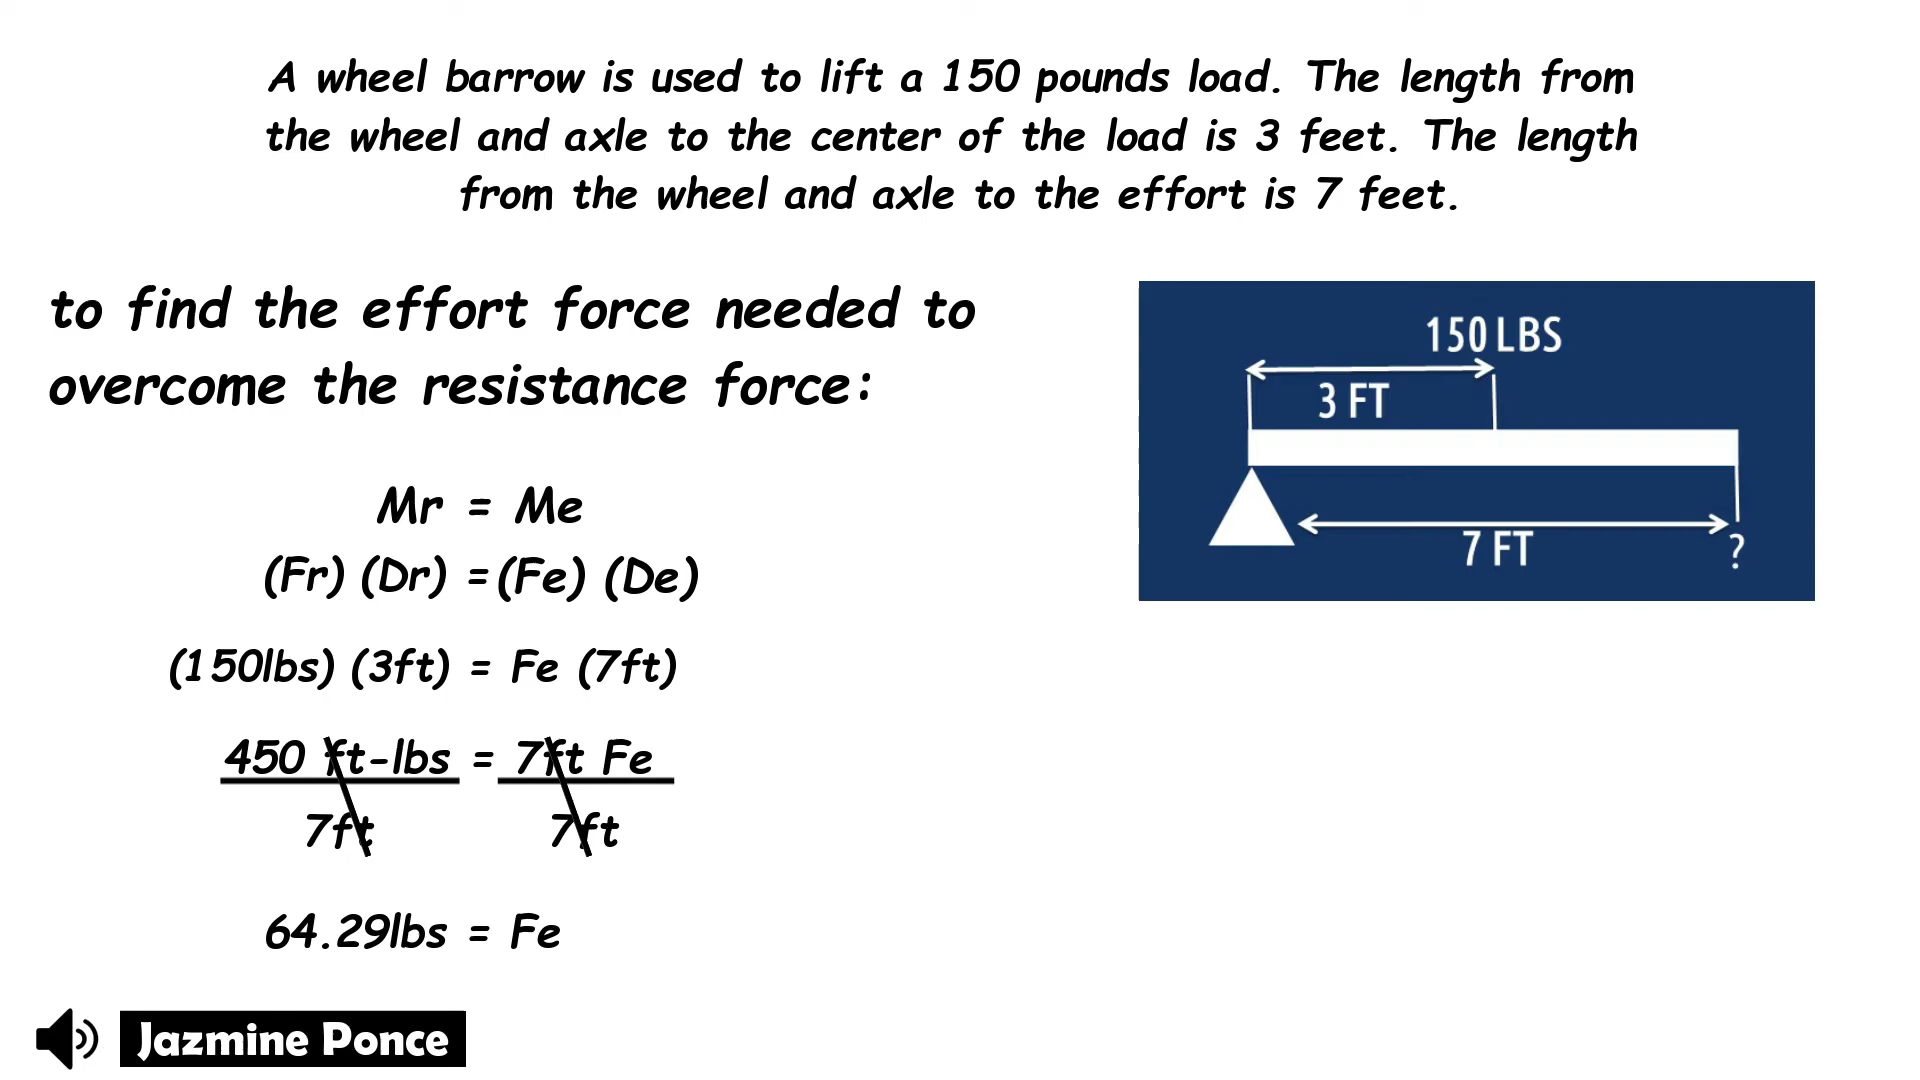 A wheel barrow is used to lift a 150 pounds load. The length from
the wheel and axle to the center of the load is 3 feet. The length
from the wheel and axle to the effort is 7 feet.
to find the effort force needed to
overcome the resistance force:
Mr = Me
(Fr) (Dr) =(Fe) (De)
(150lbs) (3ft) = Fe (7ft)
450 ft-lbs = 7ft Fe
7ft 7ft
64.29lbs = Fe
150 LBS
3 FT
7 FT
?
Jazmine Ponce